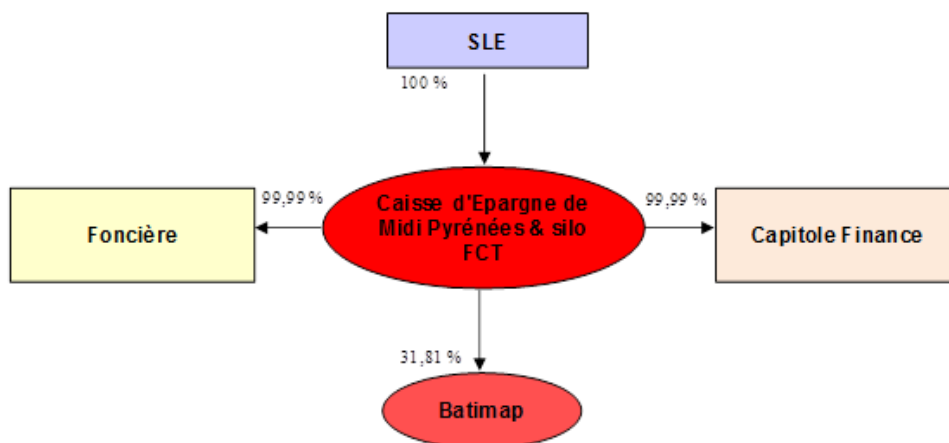 SLE
100 %
Foncière
99,99 %
Caisse d'Epargne de
Midi Pyrénées & silo
FCT
99,99 %
Capitole Finance
31,81 %
Batimap